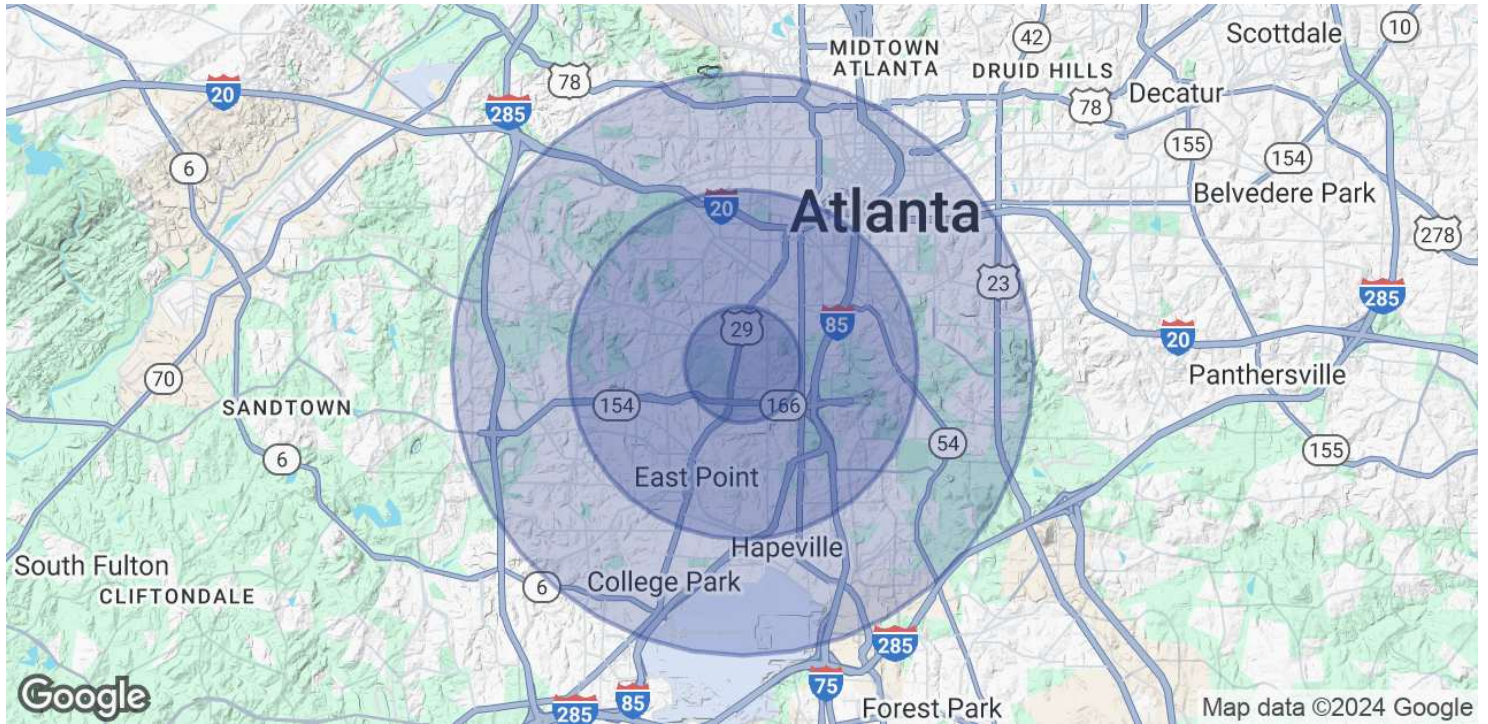 42
10
Scottdale
MIDTOWN
ATLANTA
DRUID HILLS
78
20
285
78
Decatur
155
154
6
Belvedere Park
20
Atlanta
278
23
285
29
85
20
70
Panthersville
SANDTOWN
154
166
54
155
6
East Point
Hapeville
South Fulton
CLIFTONDALE
6
College Park
285
75
85
285
Forest Park
Google
Map data ©2024 Google